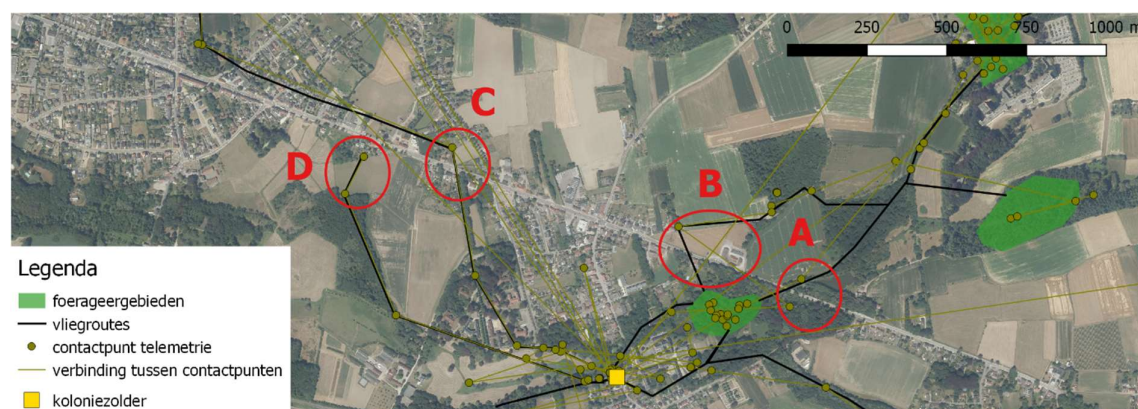 0 250 500 750 1000 m
C
D
B
A
Legenda
foerageergebieden
vliegroutes
contactpunt telemetrie
verbinding tussen contactpunten
koloniezolder